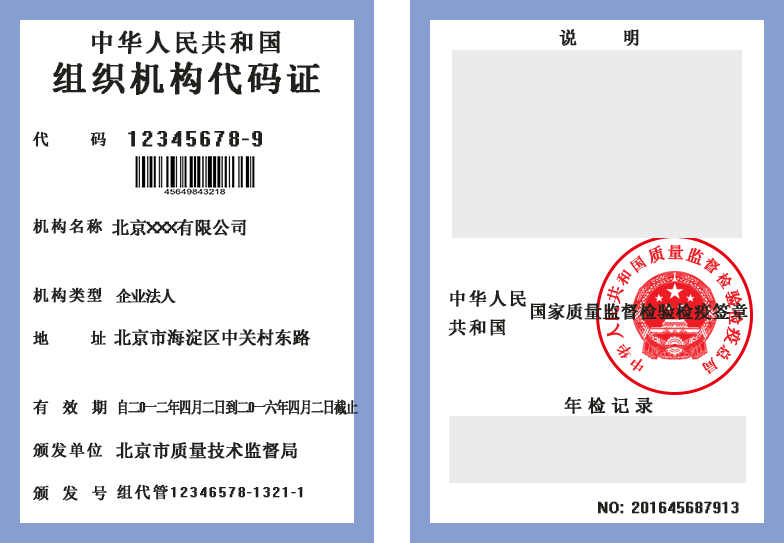 中华人民共和国
组织机构代码证
代 码 12345678-9
45649843218
机构名称 北京XXX有限公司
机构类型 企业法人
地 址 北京市海淀区中关村东路
有 效 期 自二0一二年四月二日到二0一六年四月二日截止
颁发单位 北京市质量技术监督局
颁 发 号 组代管12346578-1321-1
说 明
中华人民共和国质量监督检验检疫总局
中华人民
共和国
国家质量监督检验检疫签章
年检记录
NO: 201645687913